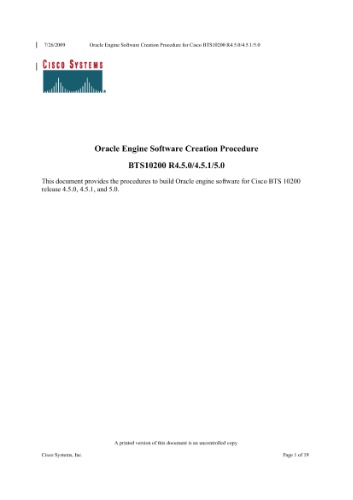 7/26/2009 Oracle Engine Software Creation Procedure for Cisco BTS10200 R4.5.0/4.5.1/5.0
CISCO SYSTEMS
Oracle Engine Software Creation Procedure
BTS10200 R4.5.0/4.5.1/5.0
This document provides the procedures to build Oracle engine software for Cisco BTS 10200
release 4.5.0, 4.5.1, and 5.0.
A printed version of this document is an uncontrolled copy
Cisco Systems, Inc. Page 1 of 19